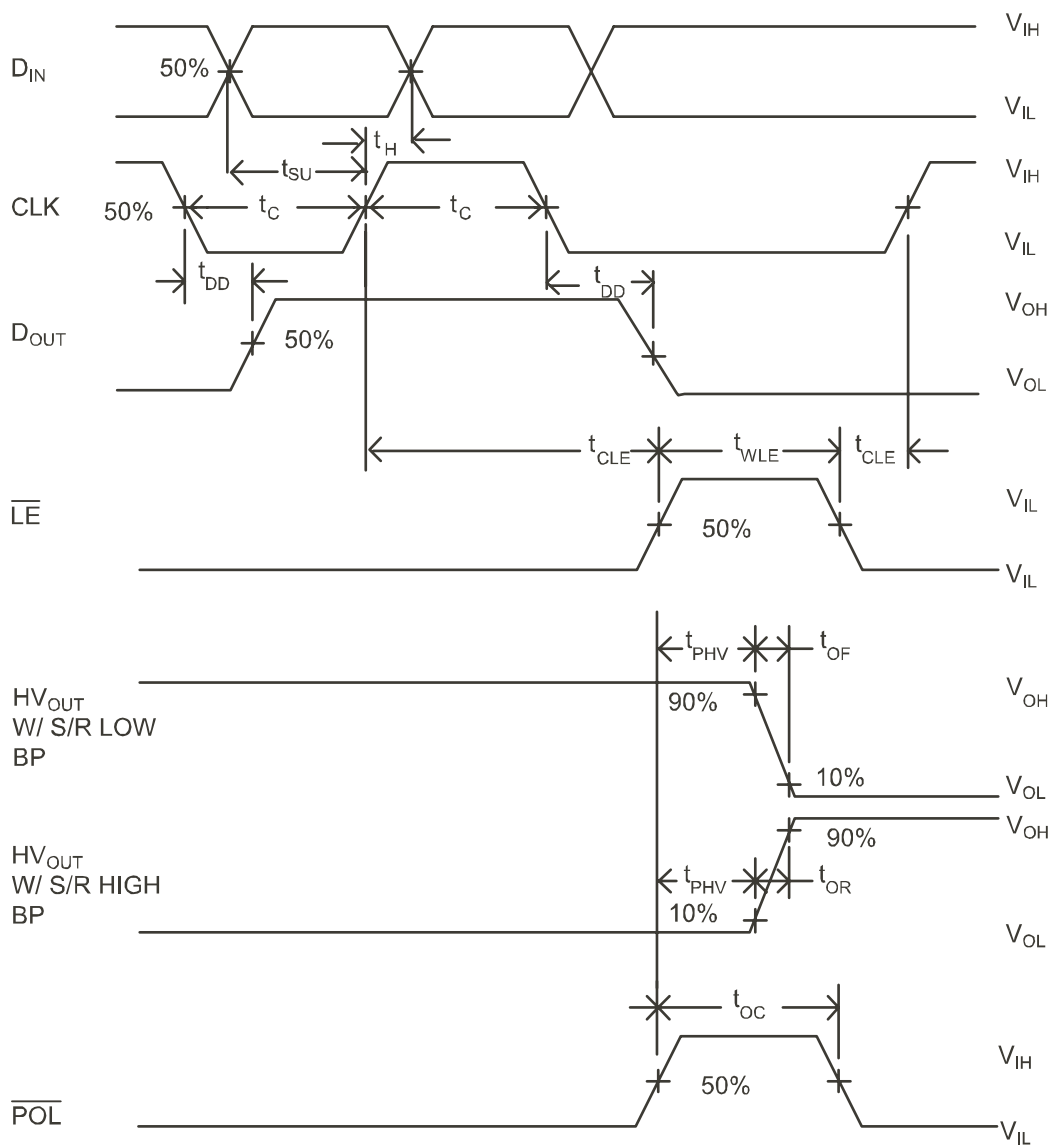 V_IH
D_IN
50%
V_IL
t_H
t_SU
V_IH
CLK
50%
t_C
t_C
V_IL
t_DD
t_DD
V_OH
D_OUT
50%
V_OL
t_CLE
t_WLE
t_CLE
LE
50%
V_IL
V_IL
t_PHV
t_OF
HV_OUT
W/ S/R LOW
BP
90%
V_OH
10%
V_OL
V_OH
90%
HV_OUT
W/ S/R HIGH
BP
t_PHV
t_OR
10%
V_OL
t_OC
V_IH
50%
POL
V_IL